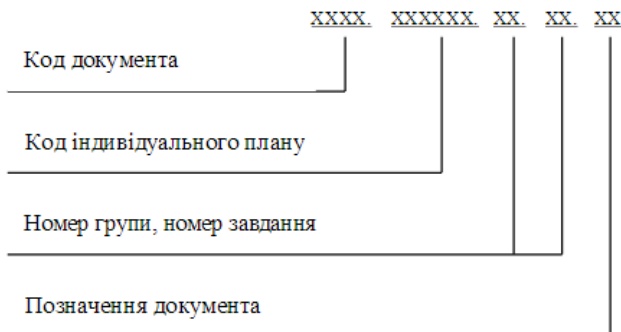 XXXX. XXXXXX. XX. XX. XX
Код документа
Код індивідуального плану
Номер групи, номер завдання
Позначення документа